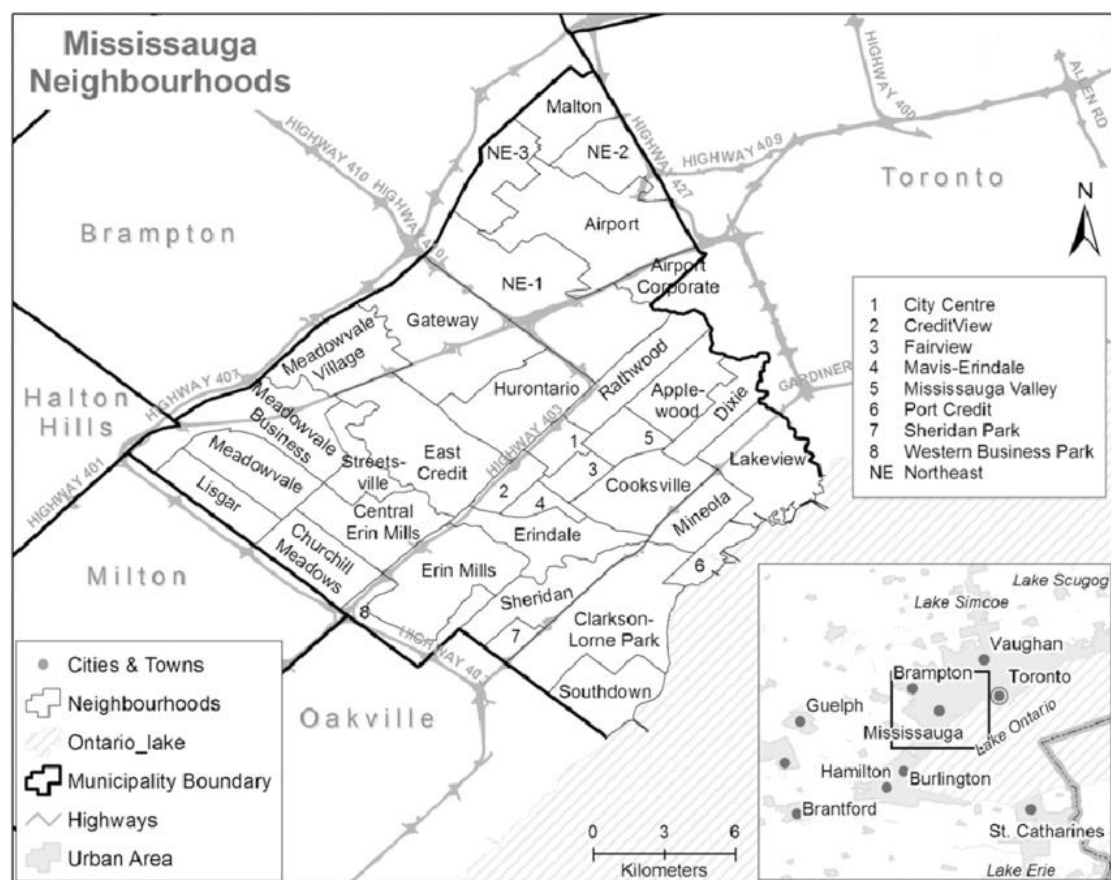 Mississauga
Neighbourhoods
HIGHWAY 400
ALLEN RD
Malton
HIGHWAY 410
NE-3
NE-2
HIGHWAY 409
HIGHWAY 427
Toronto
N
Brampton
HIGHWAY 410
Airport
NE-1
Airport
Corporate
Gateway
Meadowvale
Village
HIGHWAY 407
Hurontario
Rathwood
Apple-
wood
Dixie
GARDINER
Halton
Hills
Meadowvale
Business
HIGHWAY 403
HIGHWAY 401
Meadowvale
Streets-
ville
East
Credit
1
5
Lakeview
Lisgar
3
2
4
Cooksville
Mineola
Central
Erin Mills
Erindale
Churchill
Meadows
Milton
Erin Mills
6
8
Sheridan
7
Clarkson-
Lorne Park
Southdown
Oakville
1 City Centre
2 CreditView
3 Fairview
4 Mavis-Erindale
5 Mississauga Valley
6 Port Credit
7 Sheridan Park
8 Western Business Park
NE Northeast
Cities & Towns
Neighbourhoods
Ontario_lake
Municipality Boundary
Highways
Urban Area
0 3 6
Kilometers
Lake Scugog
Lake Simcoe
Vaughan
Brampton
Toronto
Guelph
Mississauga
Lake Ontario
Hamilton
Burlington
Brantford
St. Catharines
Lake Erie